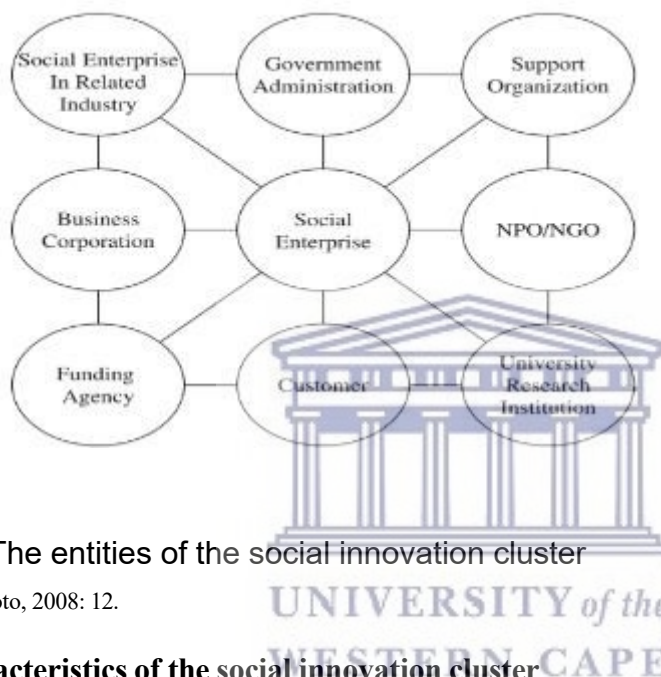 Social Enterprise
In Related
Industry
Government
Administration
Support
Organization
Business
Corporation
Social
Enterprise
NPO/NGO
Funding
Agency
Customer
University
Research
Institution
The entities of the social innovation cluster
oto, 2008: 12.
UNIVERSITY of the
acteristics of the social innovation cluster
WESTERN CAPE